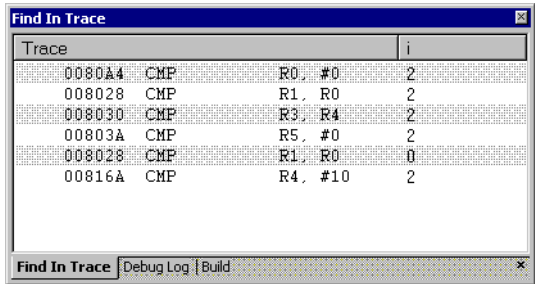 Find In Trace
Trace i
0080A4 CMP R0, #0 2
008028 CMP R1, R0 2
008030 CMP R3, R4 2
00803A CMP R5, #0 2
008028 CMP R1, R0 0
00816A CMP R4, #10 2
Find In Trace Debug Log Build